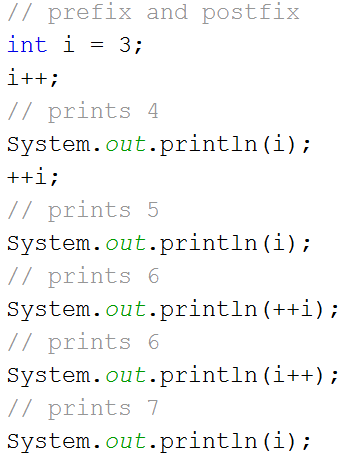 // prefix and postfix
int i = 3;
i++;
// prints 4
System.out.println(i);
++i;
// prints 5
System.out.println(i);
// prints 6
System.out.println(++i);
// prints 6
System.out.println(i++);
// prints 7
System.out.println(i);